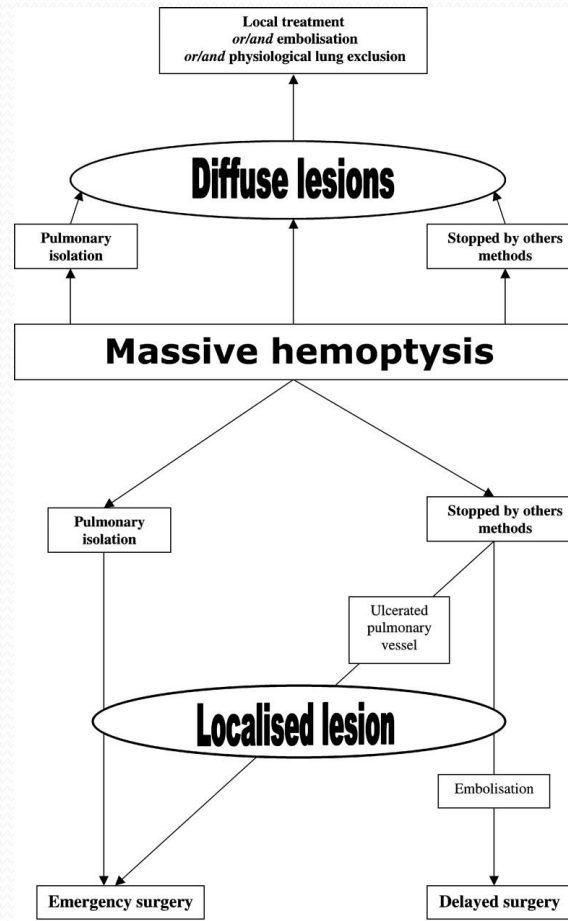 Local treatment
or/and embolisation
or/and physiological lung exclusion
Diffuse lesions
Pulmonary
isolation
Stopped by others
methods
Massive hemoptysis
Pulmonary
isolation
Stopped by others
methods
Ulcerated
pulmonary
vessel
Localised lesion
Embolisation
Emergency surgery
Delayed surgery